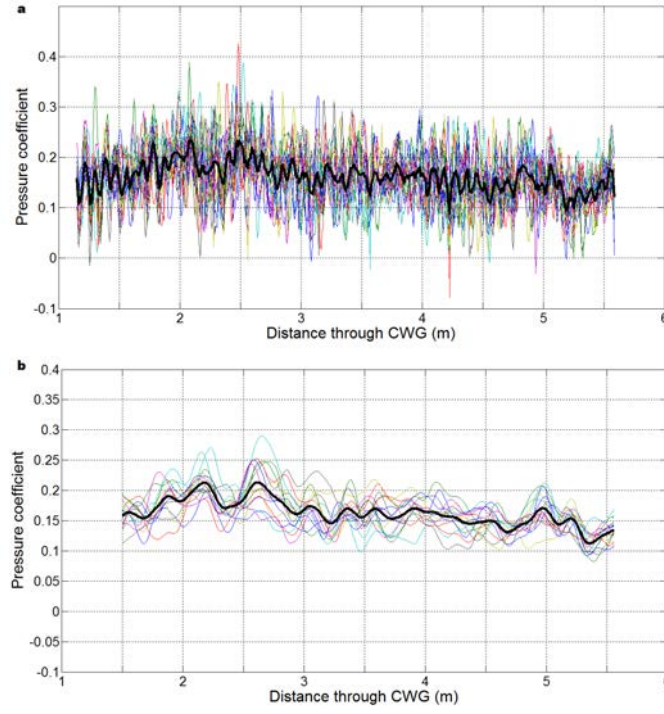 a
0.4
0.3
0.2
0.1
0
-0.1
Pressure coefficient
1 2 3 4 5 6
Distance through CWG (m)
b
0.4
0.35
0.3
0.25
0.2
0.15
0.1
0.05
0
-0.05
-0.1
Pressure coefficient
1 2 3 4 5
Distance through CWG (m)